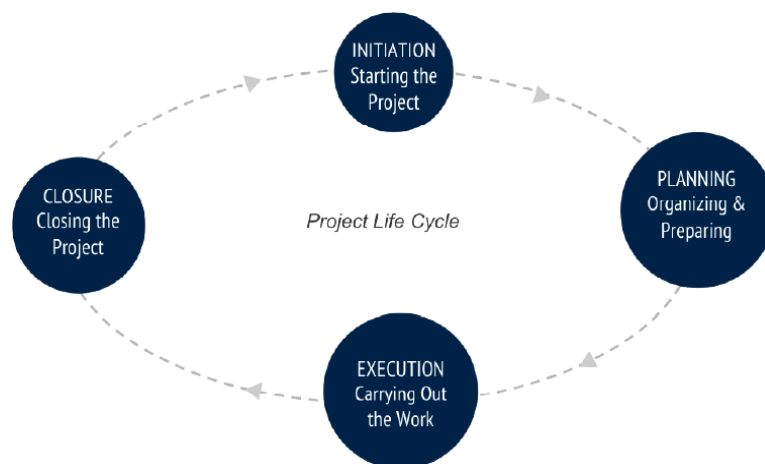 INITIATION
Starting the
Project
PLANNING
Organizing &
Preparing
EXECUTION
Carrying Out
the Work
CLOSURE
Closing the
Project
Project Life Cycle